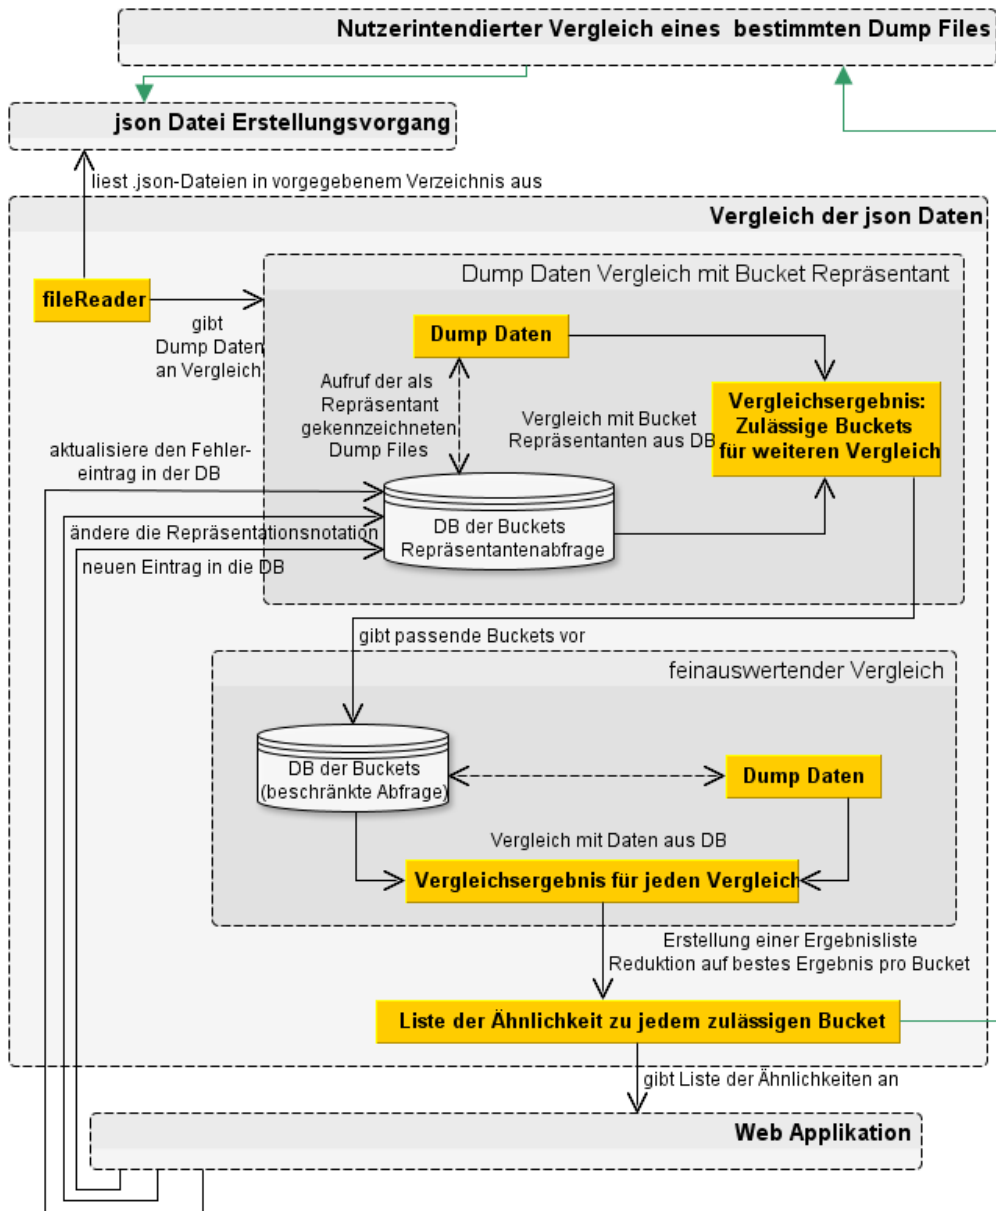 Nutzerintendierter Vergleich eines bestimmten Dump Files
json Datei Erstellungsvorgang
liest .json-Dateien in vorgegebenem Verzeichnis aus
Vergleich der json Daten
Dump Daten Vergleich mit Bucket Repräsentant
fileReader
gibt
Dump Daten
an Vergleich
Dump Daten
Aufruf der als
Repräsentant
gekennzeichneten
Dump Files
Vergleich mit Bucket
Repräsentanten aus DB
Vergleichsergebnis:
Zulässige Buckets
für weiteren Vergleich
aktualisiere den Fehler-
eintrag in der DB
ändere die Repräsentationsnotation
neuen Eintrag in die DB
DB der Buckets
Repräsentantenabfrage
gibt passende Buckets vor
feinauswertender Vergleich
DB der Buckets
(beschränkte Abfrage)
Dump Daten
Vergleich mit Daten aus DB
Vergleichsergebnis für jeden Vergleich
Erstellung einer Ergebnisliste
Reduktion auf bestes Ergebnis pro Bucket
Liste der Ähnlichkeit zu jedem zulässigen Bucket
gibt Liste der Ähnlichkeiten an
Web Applikation